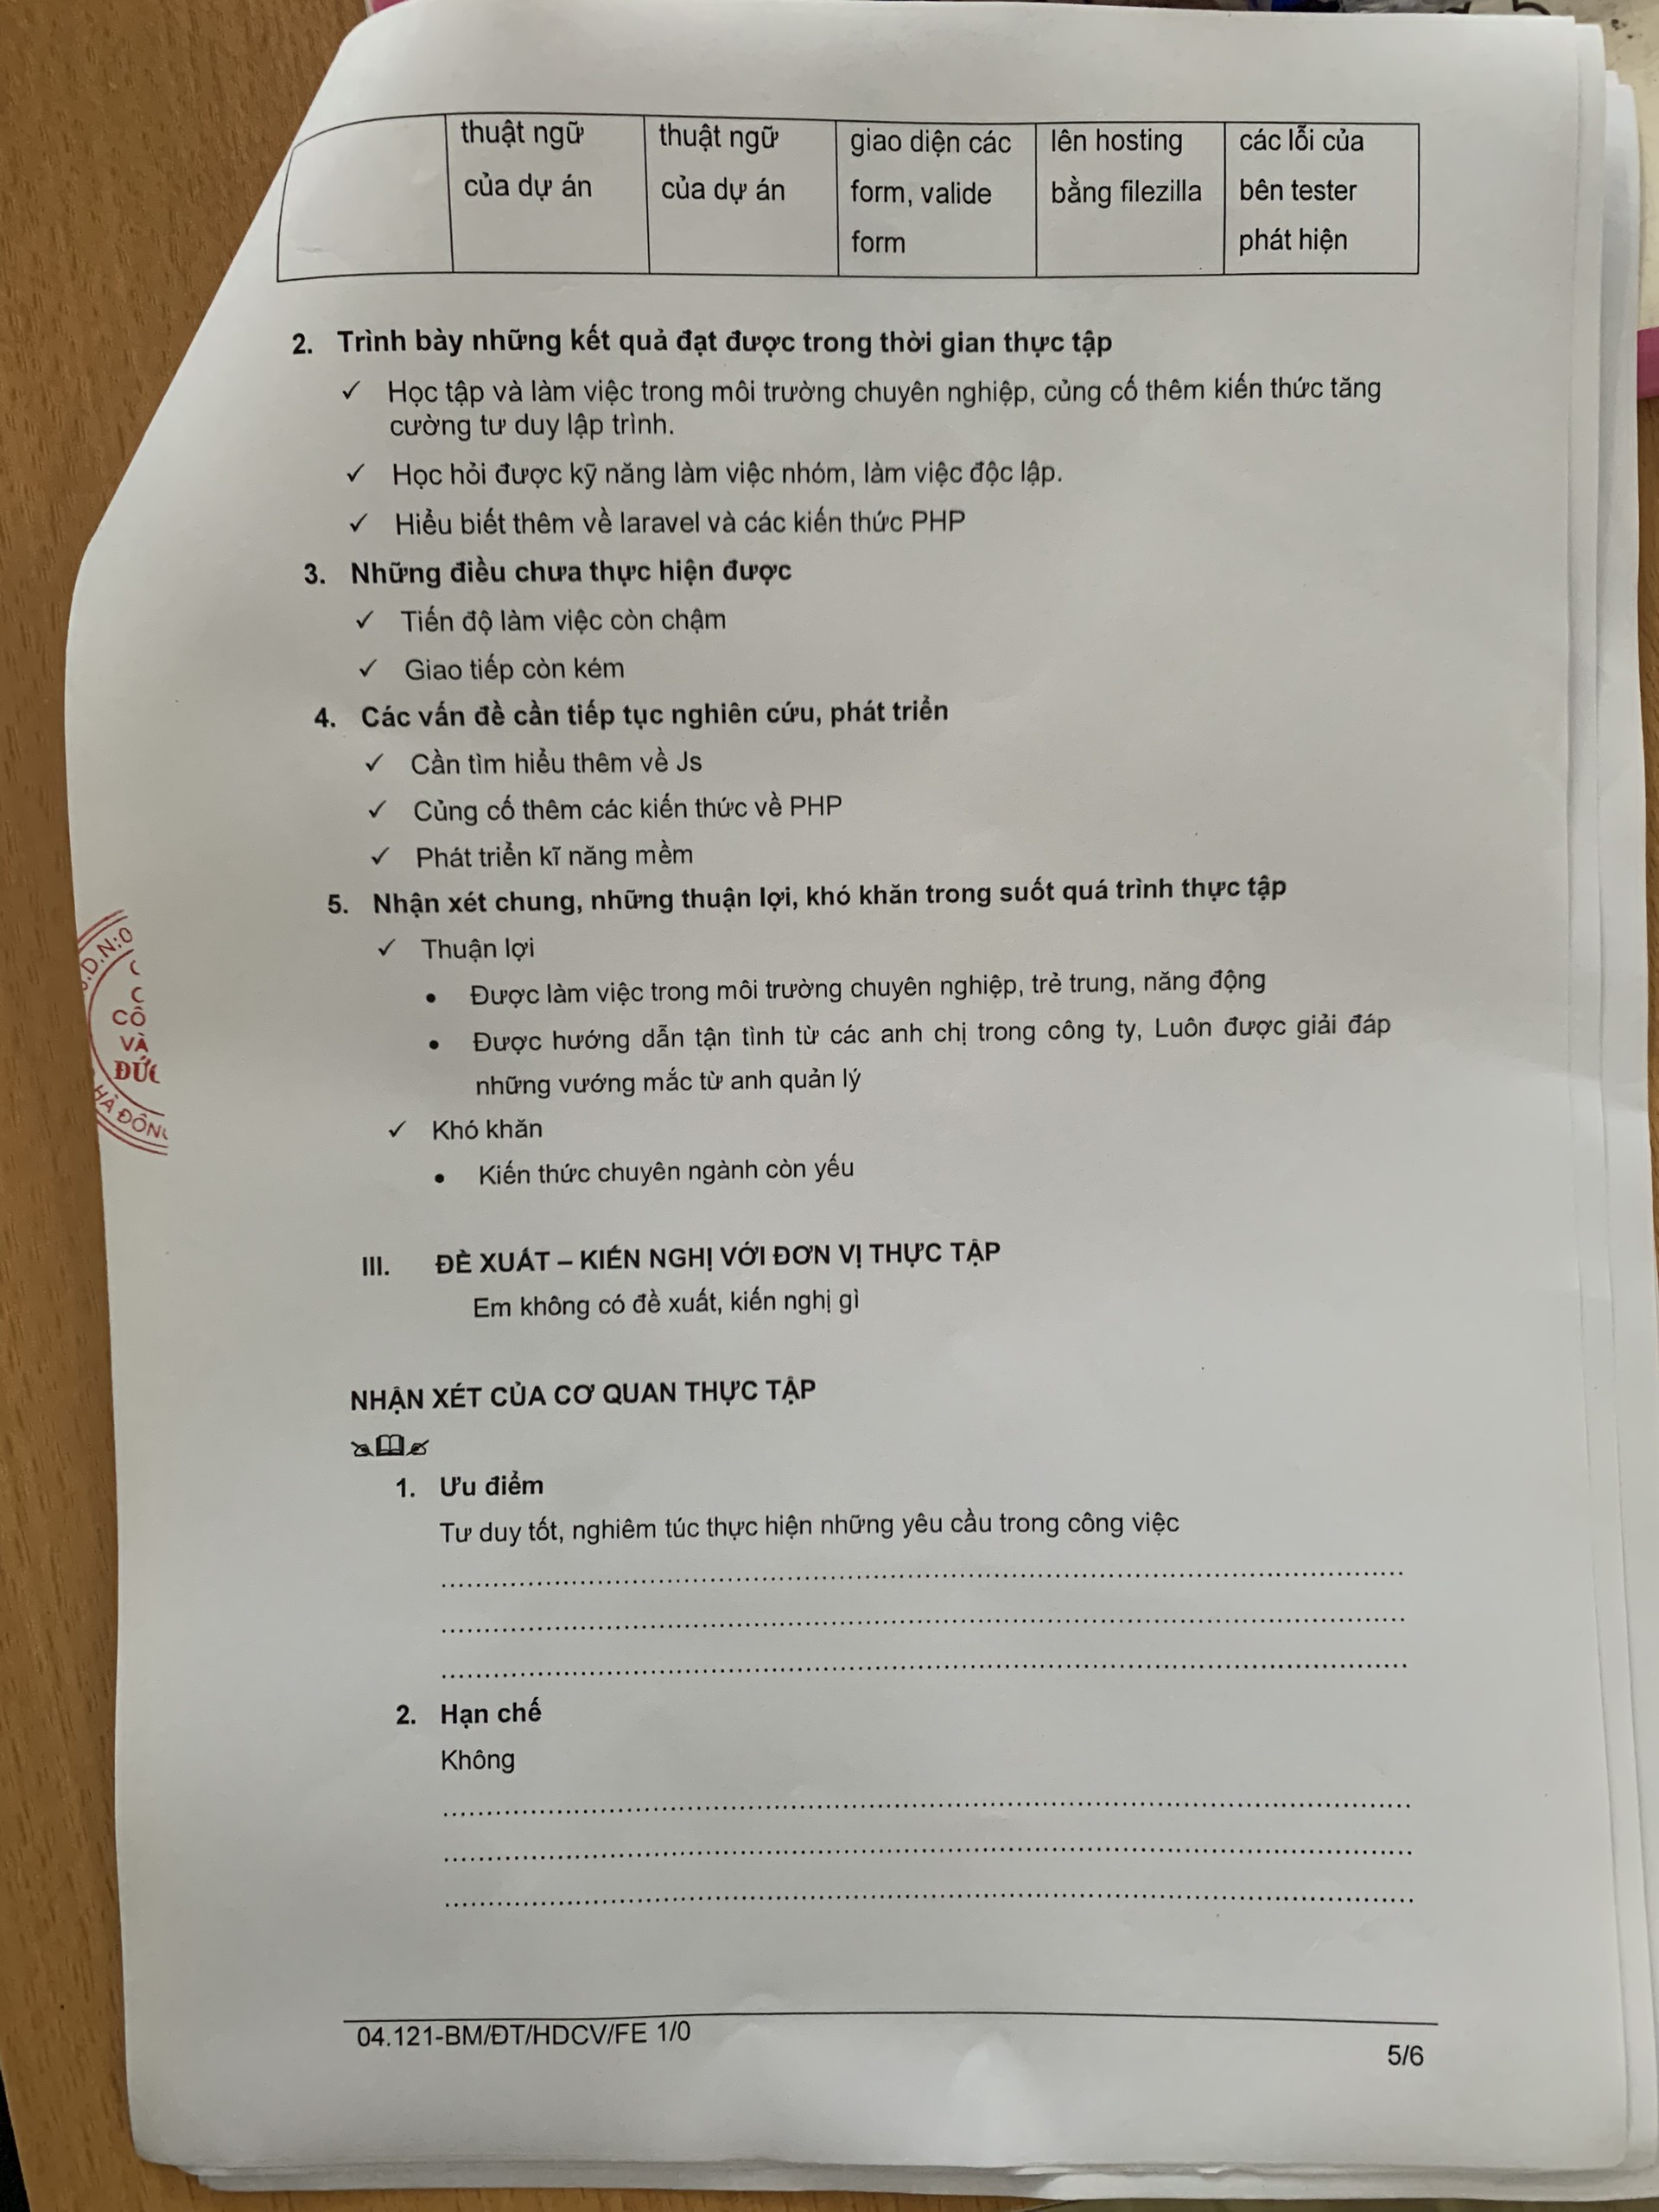 thuật ngữ
của dự án
thuật ngữ
của dự án
giao diện các
form, valide
form
lên hosting
bằng filezilla
các lỗi của
bên tester
phát hiện
2. Trình bày những kết quả đạt được trong thời gian thực tập
✓ Học tập và làm việc trong môi trường chuyên nghiệp, củng cố thêm kiến thức tăng
cường tư duy lập trình.
✓ Học hỏi được kỹ năng làm việc nhóm, làm việc độc lập.
✓ Hiểu biết thêm về laravel và các kiến thức PHP
3. Những điều chưa thực hiện được
✓ Tiến độ làm việc còn chậm
✓ Giao tiếp còn kém
4. Các vấn đề cần tiếp tục nghiên cứu, phát triển
✓ Cần tìm hiểu thêm về Js
✓ Củng cố thêm các kiến thức về PHP
✓ Phát triển kĩ năng mềm
5. Nhận xét chung, những thuận lợi, khó khăn trong suốt quá trình thực tập
✓ Thuận lợi
• Được làm việc trong môi trường chuyên nghiệp, trẻ trung, năng động
• Được hướng dẫn tận tình từ các anh chị trong công ty, Luôn được giải đáp
những vướng mắc từ anh quản lý
✓ Khó khăn
• Kiến thức chuyên ngành còn yếu
III. ĐỀ XUẤT – KIẾN NGHỊ VỚI ĐƠN VỊ THỰC TẬP
Em không có đề xuất, kiến nghị gì
NHẬN XÉT CỦA CƠ QUAN THỰC TẬP
1. Ưu điểm
Tư duy tốt, nghiêm túc thực hiện những yêu cầu trong công việc
2. Hạn chế
Không
04.121-BM/ĐT/HDCV/FE 1/0
5/6
.D.N:0
CÔ
VÀ
ĐỨC
HÀ ĐÔNG